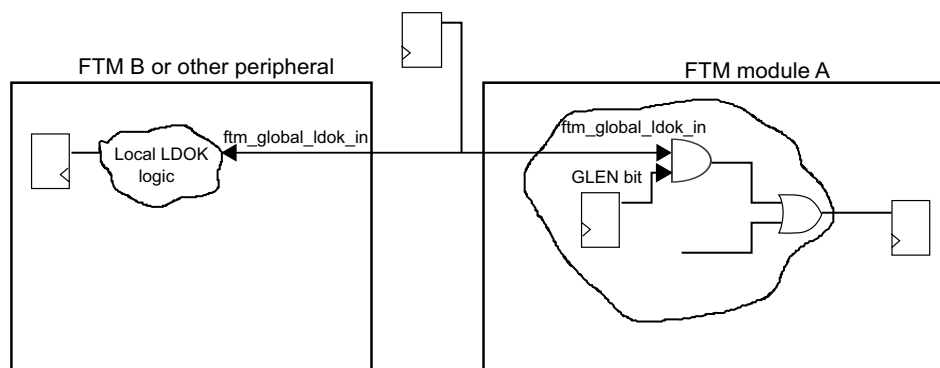 FTM B or other peripheral
FTM module A
ftm_global_ldok_in
ftm_global_ldok_in
Local LDOK
logic
GLEN bit